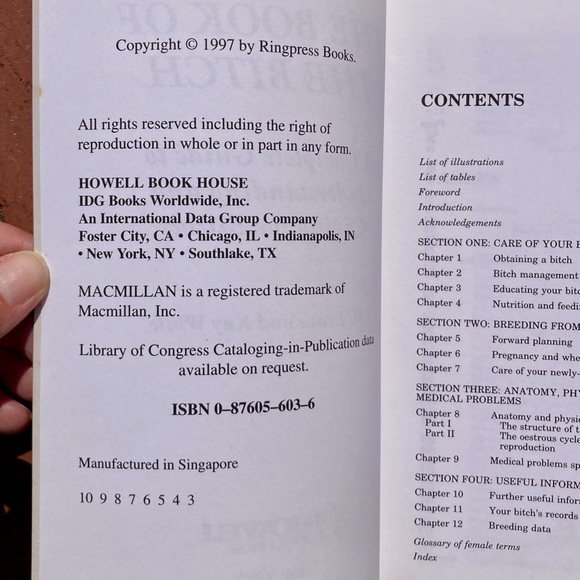 Copyright © 1997 by Ringpress Books.
All rights reserved including the right of
reproduction in whole or in part in any form.
HOWELL BOOK HOUSE
IDG Books Worldwide, Inc.
An International Data Group Company
Foster City, CA • Chicago, IL • Indianapolis, IN
• New York, NY • Southlake, TX
MACMILLAN is a registered trademark of
Macmillan, Inc.
Library of Congress Cataloging-in-Publication data
available on request.
ISBN 0–87605–603–6
Manufactured in Singapore
10 9 8 7 6 5 4 3
CONTENTS
List of illustrations
List of tables
Foreword
Introduction
Acknowledgements
SECTION ONE: CARE OF YOUR
Chapter 1 Obtaining a bitch
Chapter 2 Bitch management
Chapter 3 Educating your
Chapter 4 Nutrition and
SECTION TWO: BREEDING FROM
Chapter 5 Forward planning
Chapter 6 Pregnancy and
Chapter 7 Care of your newly-
SECTION THREE: ANATOMY,
MEDICAL PROBLEMS
Chapter 8 Anatomy and
Part I The structure of
Part II The oestrous
reproduction
Chapter 9 Medical problems
SECTION FOUR: USEFUL
Chapter 10 Further useful
Chapter 11 Your bitch's records
Chapter 12 Breeding data
Glossary of female terms
Index